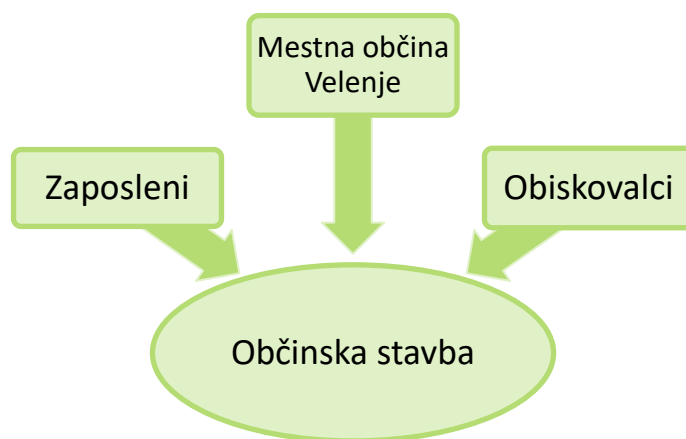 Mestna občina
Velenje
Zaposleni
Obiskovalci
Občinska stavba